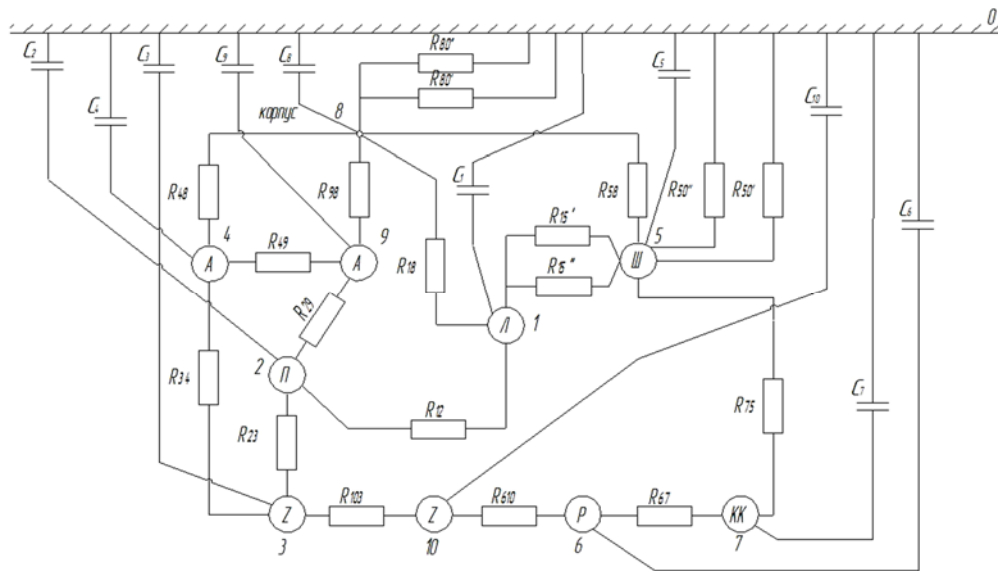 0
C2
C4
C3
C9
C8
R80'
R80'
C1
C5
C10
C6
C7
корпус
8
R48
R98
R18
R58
R50"
R50'
4
9
5
A
R49
A
R15'
R15"
Ш
R29
Л
1
2
П
R34
R12
R75
R23
Z
R103
Z
R610
P
R67
КК
3
10
6
7